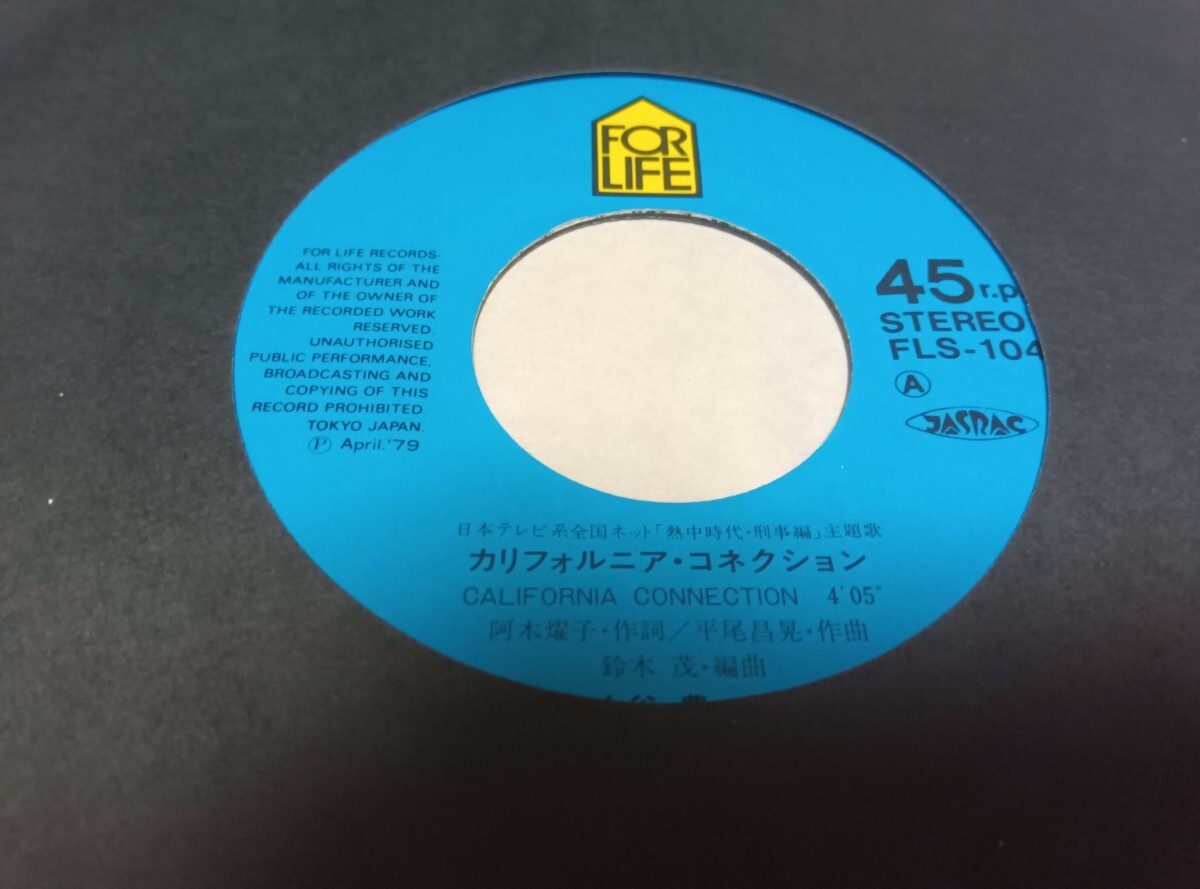 FOR
LIFE
FOR LIFE RECORDS-
ALL RIGHTS OF THE
MANUFACTURER AND
OF THE OWNER OF
THE RECORDED WORK
RESERVED.
UNAUTHORISED
PUBLIC PERFORMANCE,
BROADCASTING AND
COPYING OF THIS
RECORD PROHIBITED.
TOKYO JAPAN.
Ⓟ April.'79
45 r.p
STEREO
FLS-104
Ⓐ
JASRAC
日本テレビ系全国ネット「熱中時代・刑事編」主題歌
カリフォルニア・コネクション
CALIFORNIA CONNECTION 4'05"
阿木燿子・作詞/平尾昌晃・作曲
鈴木 茂・編曲